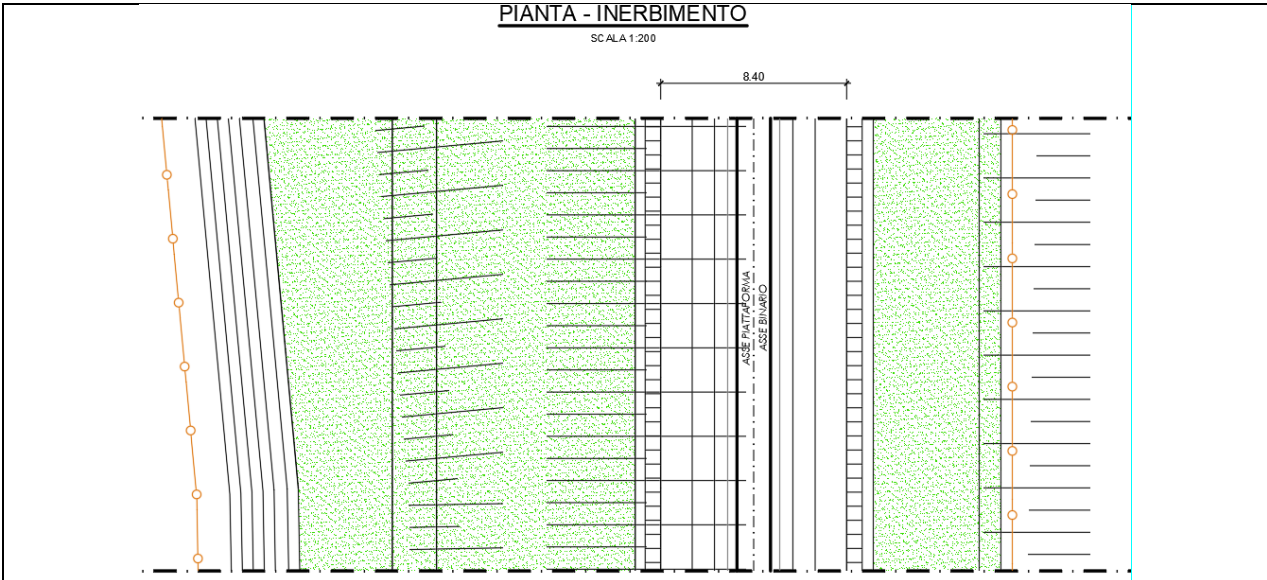 PIANTA - INERBIMENTO
SCALA 1:200
8.40
ASSE PIATTAFORMA
ASSE BINARIO